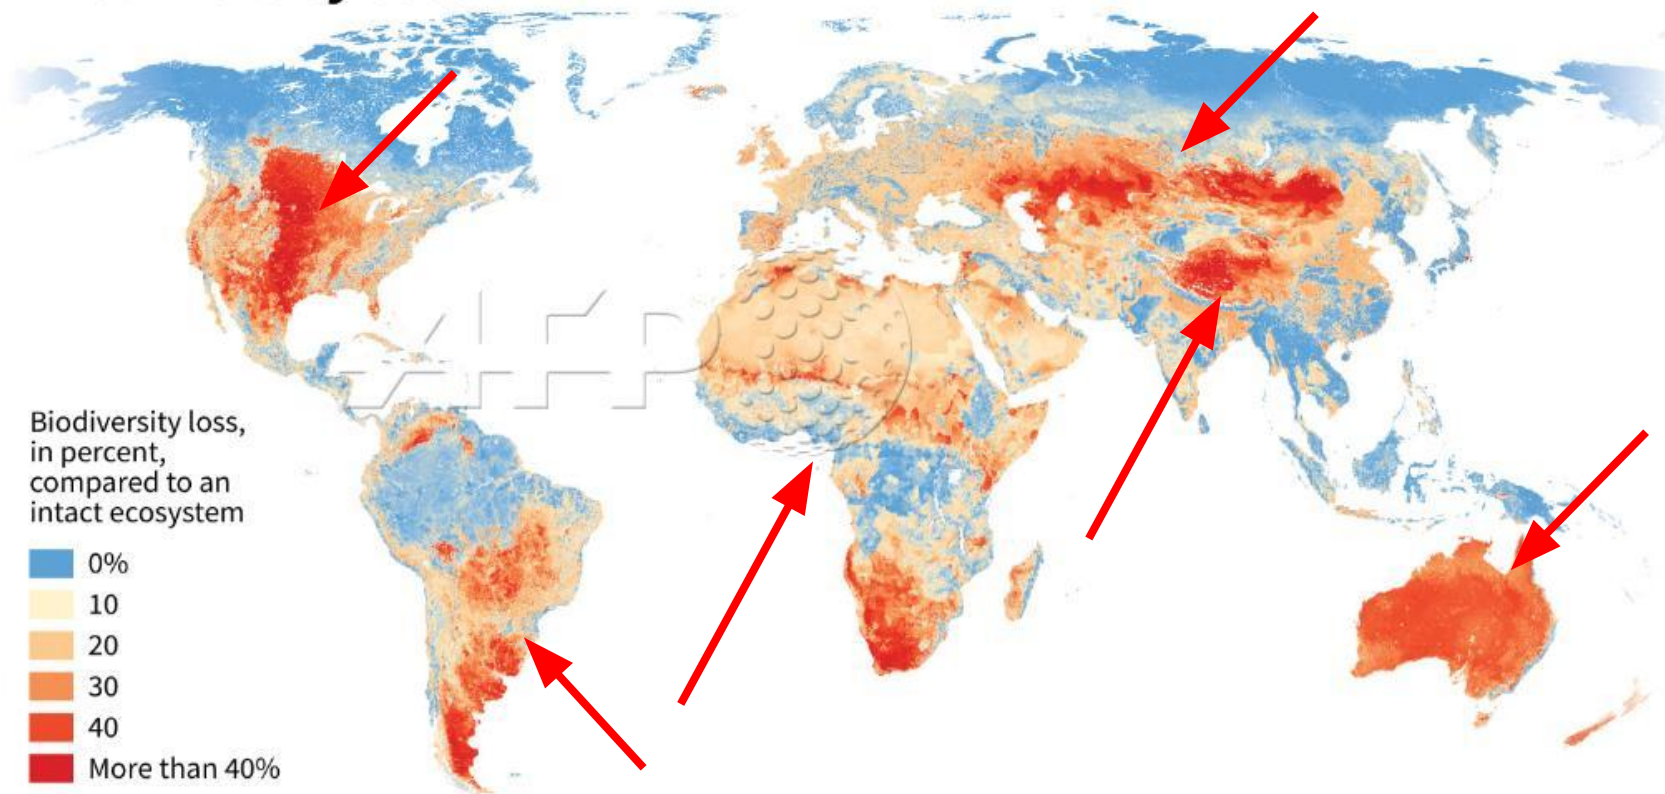 AFP
Biodiversity loss,
in percent,
compared to an
intact ecosystem
0%
10
20
30
40
More than 40%